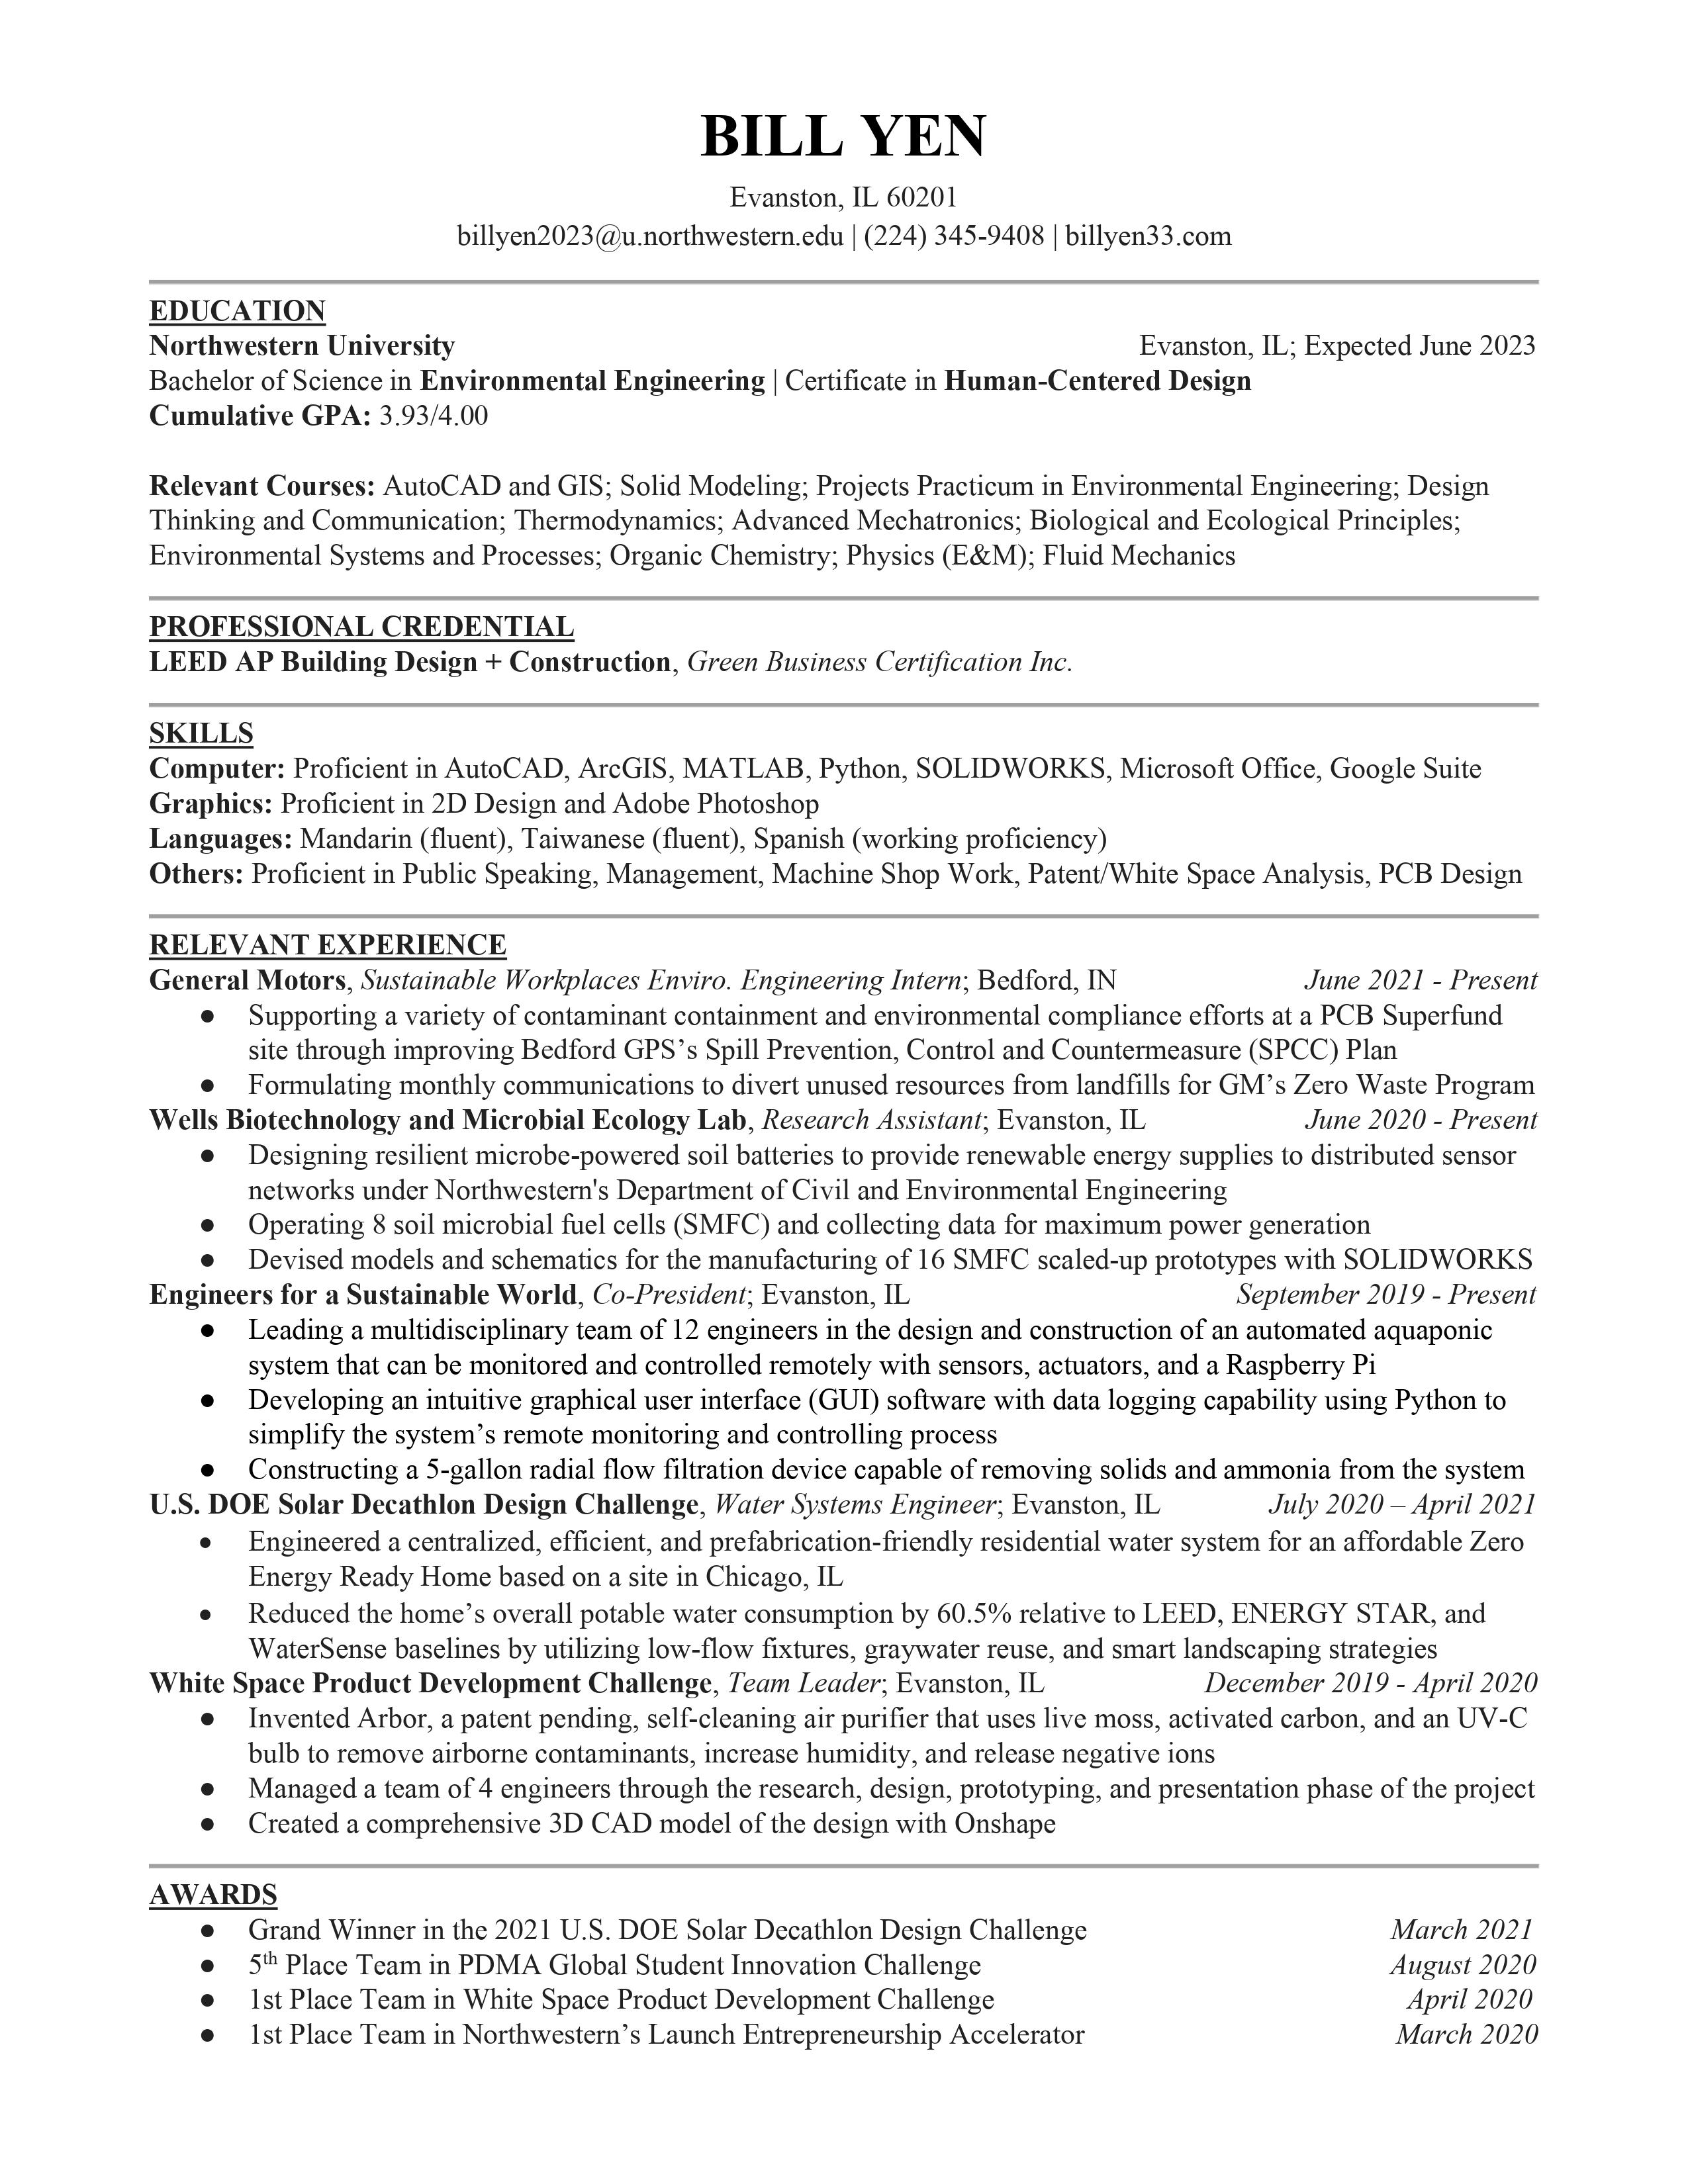 BILL YEN
Evanston, IL 60201
billyen2023@u.northwestern.edu | (224) 345-9408 | billyen33.com
EDUCATION
Northwestern University Evanston, IL; Expected June 2023
Bachelor of Science in Environmental Engineering | Certificate in Human-Centered Design
Cumulative GPA: 3.93/4.00
Relevant Courses: AutoCAD and GIS; Solid Modeling; Projects Practicum in Environmental Engineering; Design
Thinking and Communication; Thermodynamics; Advanced Mechatronics; Biological and Ecological Principles;
Environmental Systems and Processes; Organic Chemistry; Physics (E&M); Fluid Mechanics
PROFESSIONAL CREDENTIAL
LEED AP Building Design + Construction, Green Business Certification Inc.
SKILLS
Computer: Proficient in AutoCAD, ArcGIS, MATLAB, Python, SOLIDWORKS, Microsoft Office, Google Suite
Graphics: Proficient in 2D Design and Adobe Photoshop
Languages: Mandarin (fluent), Taiwanese (fluent), Spanish (working proficiency)
Others: Proficient in Public Speaking, Management, Machine Shop Work, Patent/White Space Analysis, PCB Design
RELEVANT EXPERIENCE
General Motors, Sustainable Workplaces Enviro. Engineering Intern; Bedford, IN June 2021 - Present
● Supporting a variety of contaminant containment and environmental compliance efforts at a PCB Superfund
site through improving Bedford GPS’s Spill Prevention, Control and Countermeasure (SPCC) Plan
● Formulating monthly communications to divert unused resources from landfills for GM’s Zero Waste Program
Wells Biotechnology and Microbial Ecology Lab, Research Assistant; Evanston, IL June 2020 - Present
● Designing resilient microbe-powered soil batteries to provide renewable energy supplies to distributed sensor
networks under Northwestern's Department of Civil and Environmental Engineering
● Operating 8 soil microbial fuel cells (SMFC) and collecting data for maximum power generation
● Devised models and schematics for the manufacturing of 16 SMFC scaled-up prototypes with SOLIDWORKS
Engineers for a Sustainable World, Co-President; Evanston, IL September 2019 - Present
● Leading a multidisciplinary team of 12 engineers in the design and construction of an automated aquaponic
system that can be monitored and controlled remotely with sensors, actuators, and a Raspberry Pi
● Developing an intuitive graphical user interface (GUI) software with data logging capability using Python to
simplify the system’s remote monitoring and controlling process
● Constructing a 5-gallon radial flow filtration device capable of removing solids and ammonia from the system
U.S. DOE Solar Decathlon Design Challenge, Water Systems Engineer; Evanston, IL July 2020 – April 2021
● Engineered a centralized, efficient, and prefabrication-friendly residential water system for an affordable Zero
Energy Ready Home based on a site in Chicago, IL
● Reduced the home’s overall potable water consumption by 60.5% relative to LEED, ENERGY STAR, and
WaterSense baselines by utilizing low-flow fixtures, graywater reuse, and smart landscaping strategies
White Space Product Development Challenge, Team Leader; Evanston, IL December 2019 - April 2020
● Invented Arbor, a patent pending, self-cleaning air purifier that uses live moss, activated carbon, and an UV-C
bulb to remove airborne contaminants, increase humidity, and release negative ions
● Managed a team of 4 engineers through the research, design, prototyping, and presentation phase of the project
● Created a comprehensive 3D CAD model of the design with Onshape
AWARDS
● Grand Winner in the 2021 U.S. DOE Solar Decathlon Design Challenge March 2021
● 5th Place Team in PDMA Global Student Innovation Challenge August 2020
● 1st Place Team in White Space Product Development Challenge April 2020
● 1st Place Team in Northwestern’s Launch Entrepreneurship Accelerator March 2020